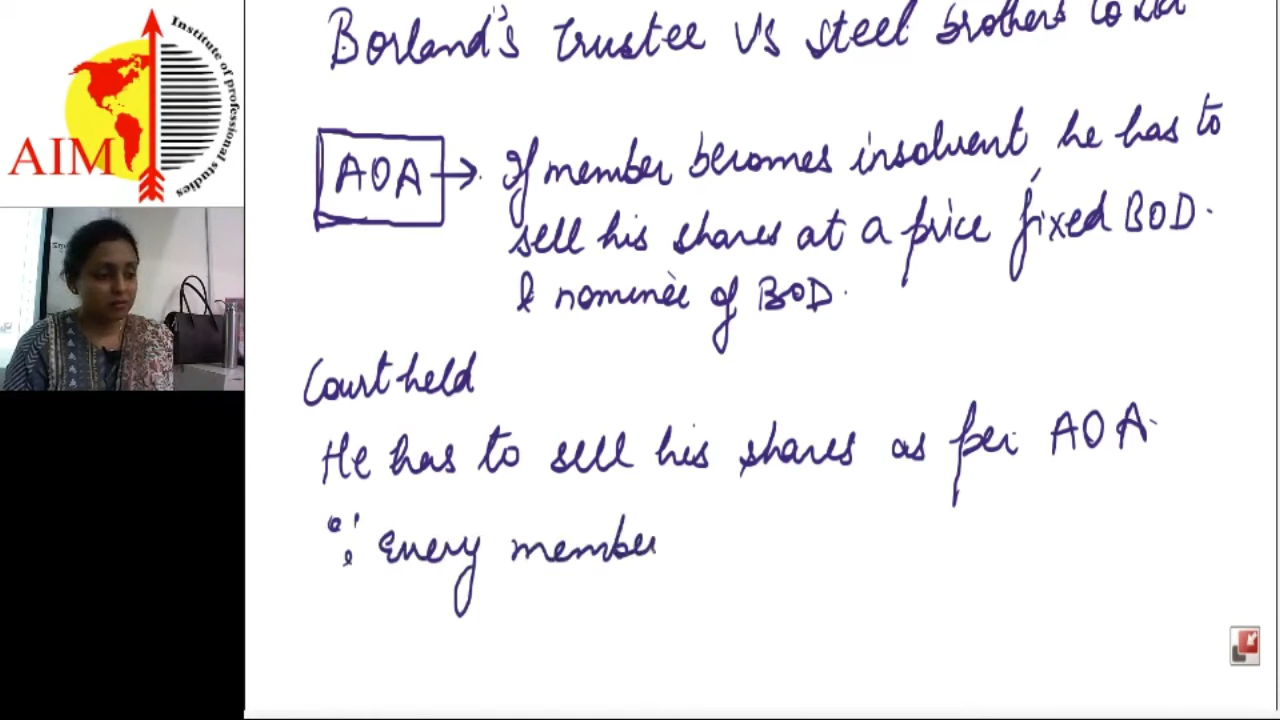 AIM
Institute of professional studies
Borland's trustee Vs steel brothers Co Ltd
AOA → If member becomes insolvent, he has to
sell his shares at a price fixed BOD.
& nominee of BOD.
Court held
He has to sell his shares as per AOA.
∵ Every member